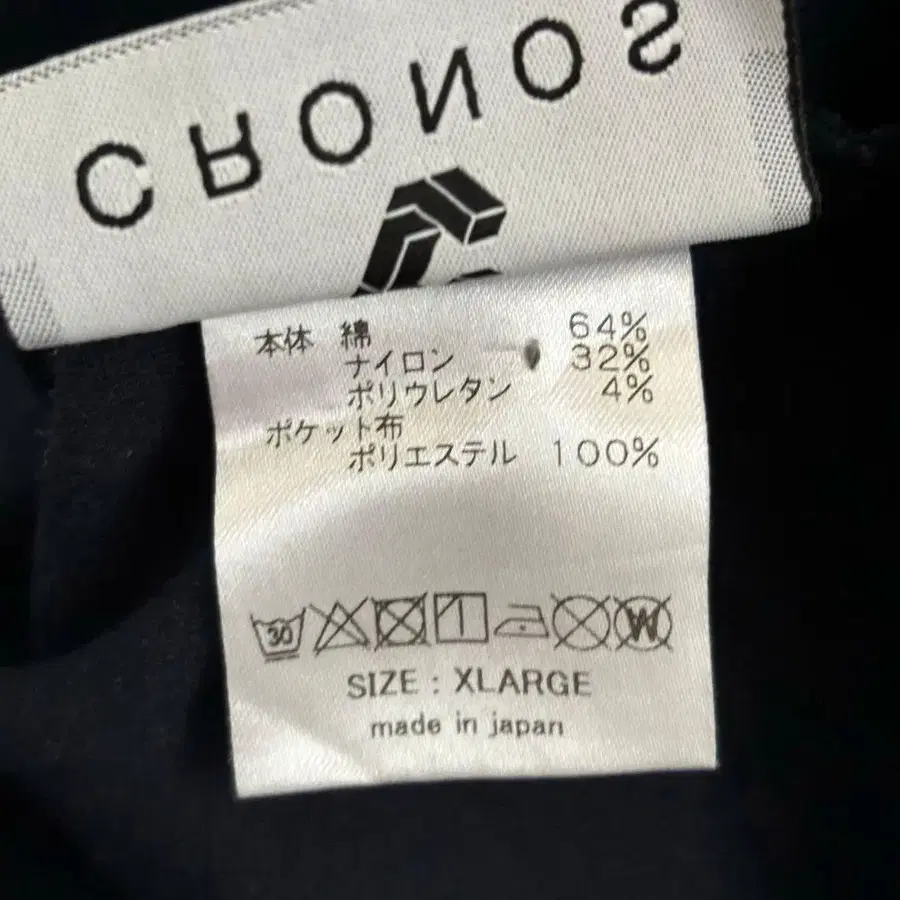 CRONOS
本体 綿 64%
ナイロン 32%
ポリウレタン 4%
ポケット布
ポリエステル 100%
30 W
SIZE : XLARGE
made in japan